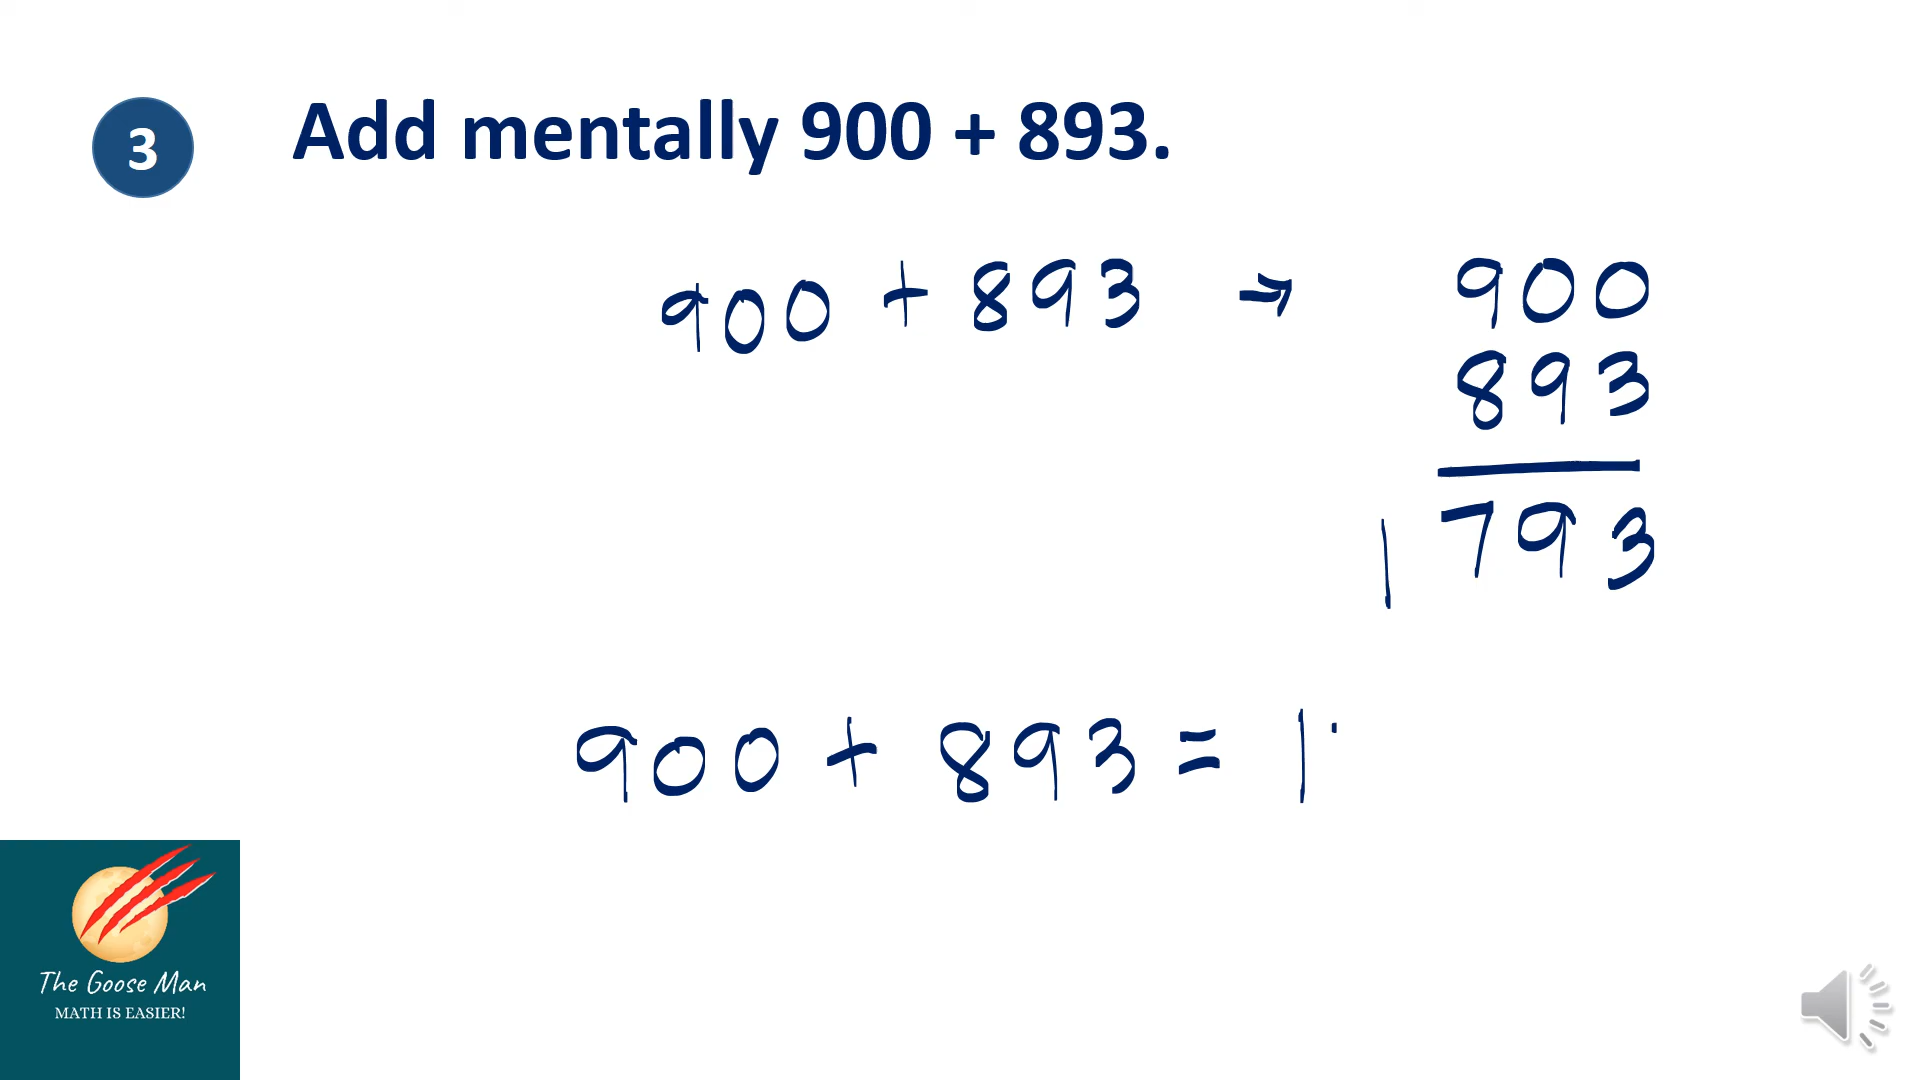 3 Add mentally 900 + 893.
900 + 893 → 900
893
1793
900 + 893 = 1
The Goose Man
MATH IS EASIER!